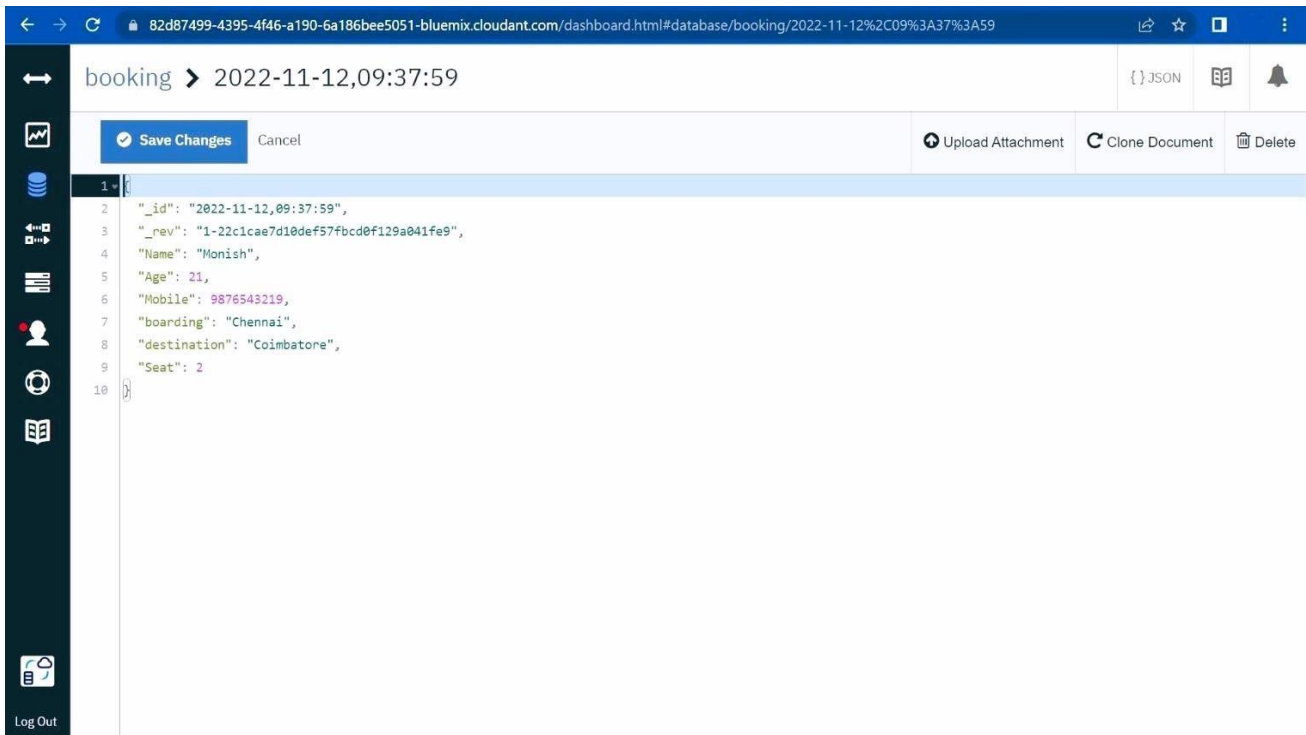 82d87499-4395-4f46-a190-6a186bee5051-bluemix.cloudant.com/dashboard.html#database/booking/2022-11-12%2C09%3A37%3A59
booking > 2022-11-12,09:37:59
{ } JSON
Save Changes Cancel Upload Attachment Clone Document Delete
1 {
2 "_id": "2022-11-12,09:37:59",
3 "_rev": "1-22c1cae7d10def57fbcd0f129a041fe9",
4 "Name": "Monish",
5 "Age": 21,
6 "Mobile": 9876543219,
7 "boarding": "Chennai",
8 "destination": "Coimbatore",
9 "Seat": 2
10 }
Log Out